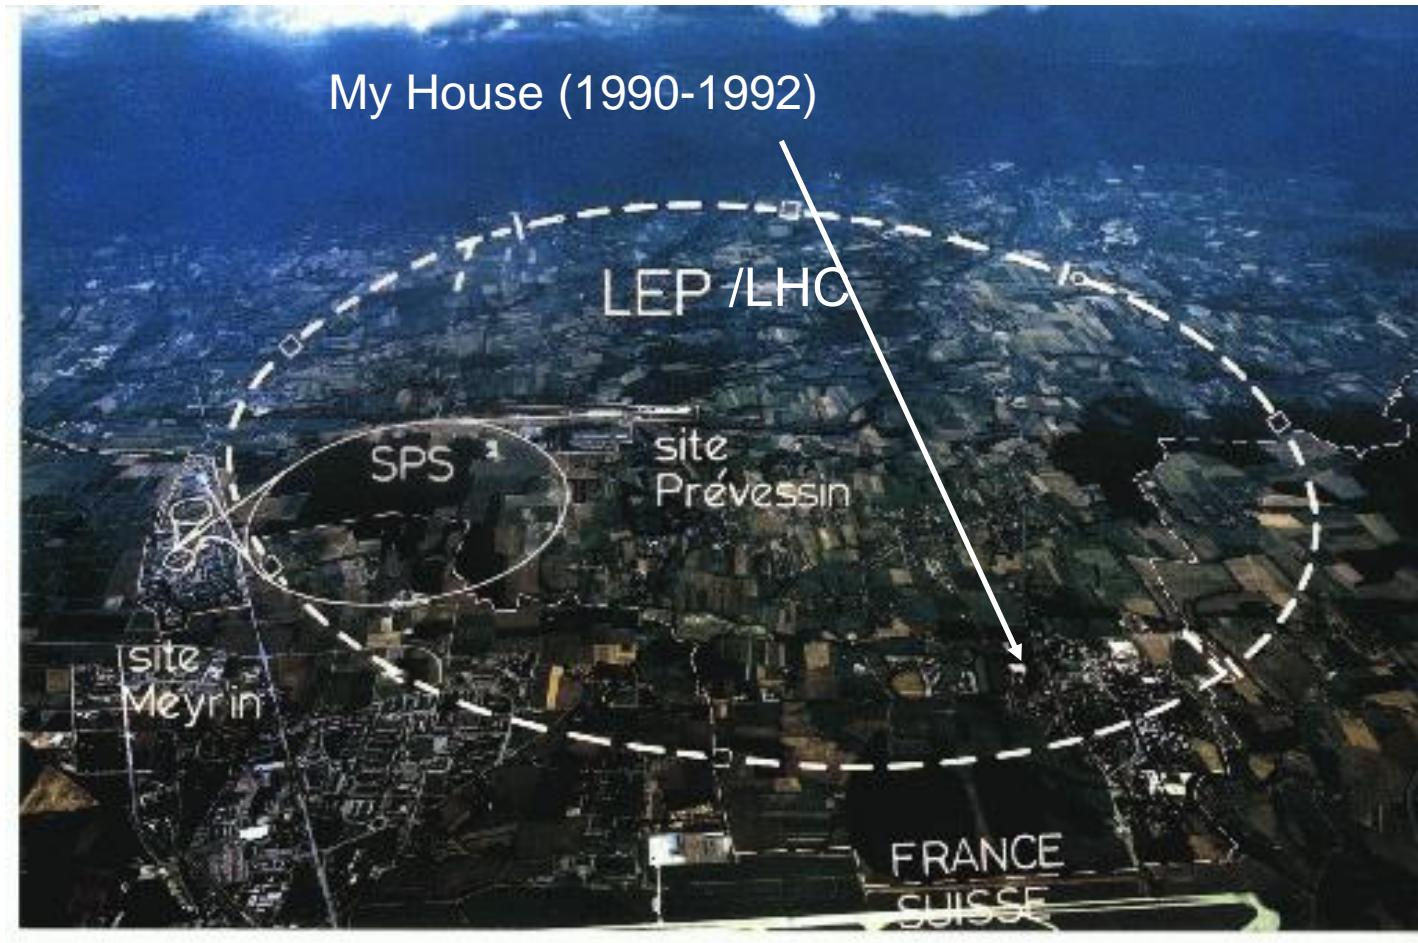 My House (1990-1992)
LEP /LHC
SPS
site
Prévessin
site
Meyrin
FRANCE
SUISSE